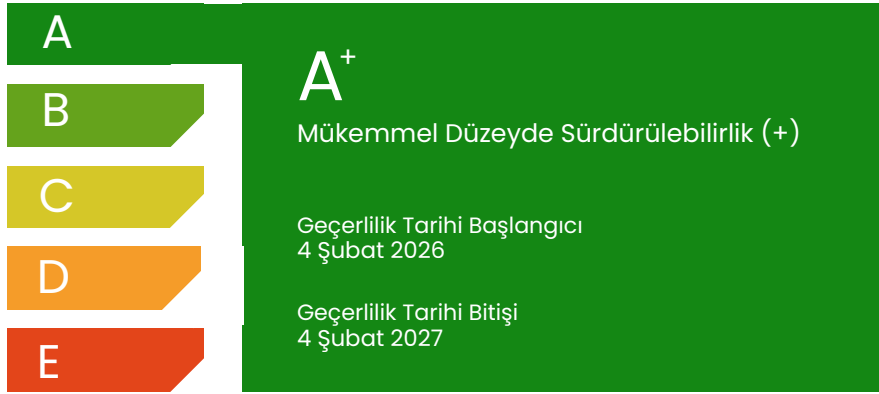 A
B
C
D
E
A+
Mükemmel Düzeyde Sürdürülebilirlik (+)
Geçerlilik Tarihi Başlangıcı
4 Şubat 2026
Geçerlilik Tarihi Bitişi
4 Şubat 2027